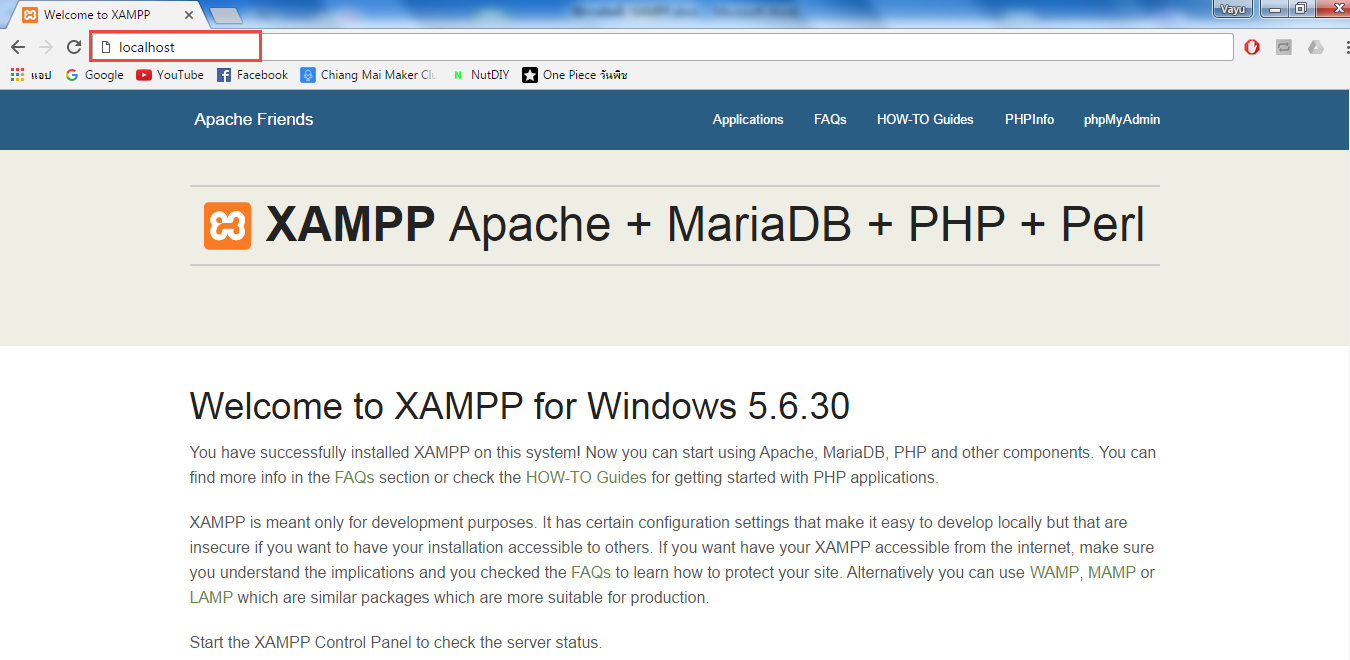 Welcome to XAMPP
Vayu
localhost
แอป Google YouTube Facebook Chiang Mai Maker Clu NutDIY One Piece วันพีช
Apache Friends Applications FAQs HOW-TO Guides PHPInfo phpMyAdmin
XAMPP Apache + MariaDB + PHP + Perl
Welcome to XAMPP for Windows 5.6.30
You have successfully installed XAMPP on this system! Now you can start using Apache, MariaDB, PHP and other components. You can
find more info in the FAQs section or check the HOW-TO Guides for getting started with PHP applications.
XAMPP is meant only for development purposes. It has certain configuration settings that make it easy to develop locally but that are
insecure if you want to have your installation accessible to others. If you want have your XAMPP accessible from the internet, make sure
you understand the implications and you checked the FAQs to learn how to protect your site. Alternatively you can use WAMP, MAMP or
LAMP which are similar packages which are more suitable for production.
Start the XAMPP Control Panel to check the server status.